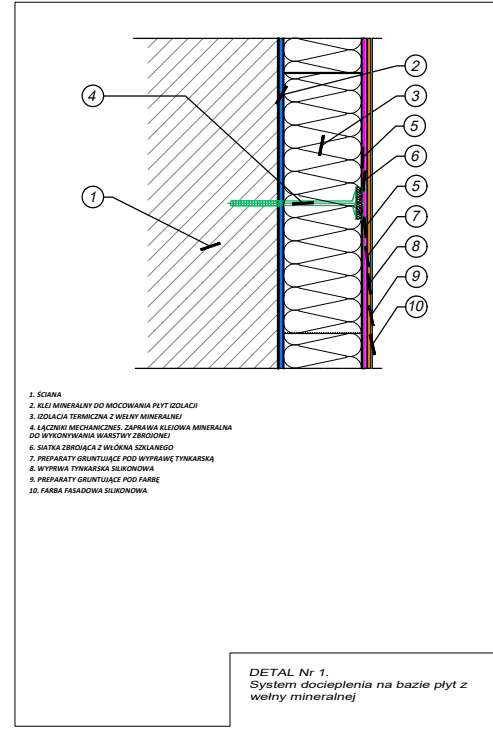 2
4
3
5
6
1
5
7
8
9
10
1. ŚCIANA
2. KLEJ MINERALNY DO MOCOWANIA PŁYT IZOLACJI
3. IZOLACJA TERMICZNA Z WEŁNY MINERALNEJ
4. ŁĄCZNIKI MECHANICZNE5. ZAPRAWA KLEJOWA MINERALNA
DO WYKONYWANIA WARSTWY ZBROJONEJ
6. SIATKA ZBROJĄCA Z WŁÓKNA SZKLANEGO
7. PREPARATY GRUNTUJĄCE POD WYPRAWĘ TYNKARSKĄ
8. WYPRWA TYNKARSKA SILIKONOWA
9. PREPARATY GRUNTUJĄCE POD FARBĘ
10. FARBA FASADOWA SILIKONOWA
DETAL Nr 1.
System docieplenia na bazie płyt z
wełny mineralnej